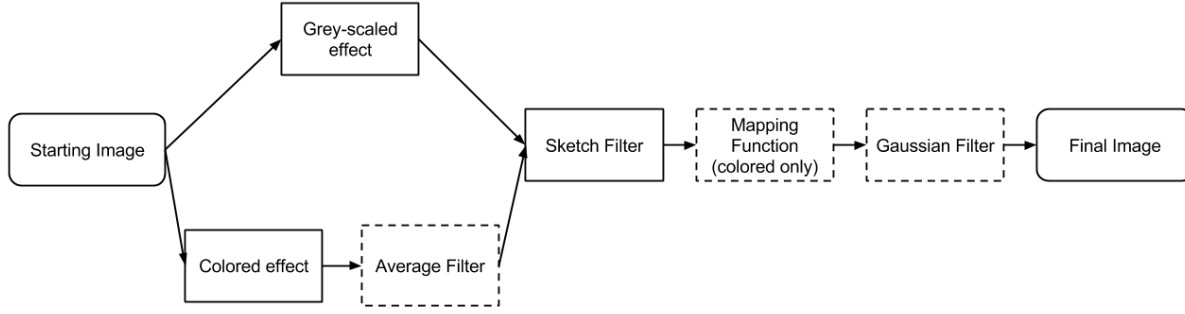 Grey-scaled
effect
Starting Image
Sketch Filter
Mapping
Function
(colored only)
Gaussian Filter
Final Image
Colored effect
Average Filter